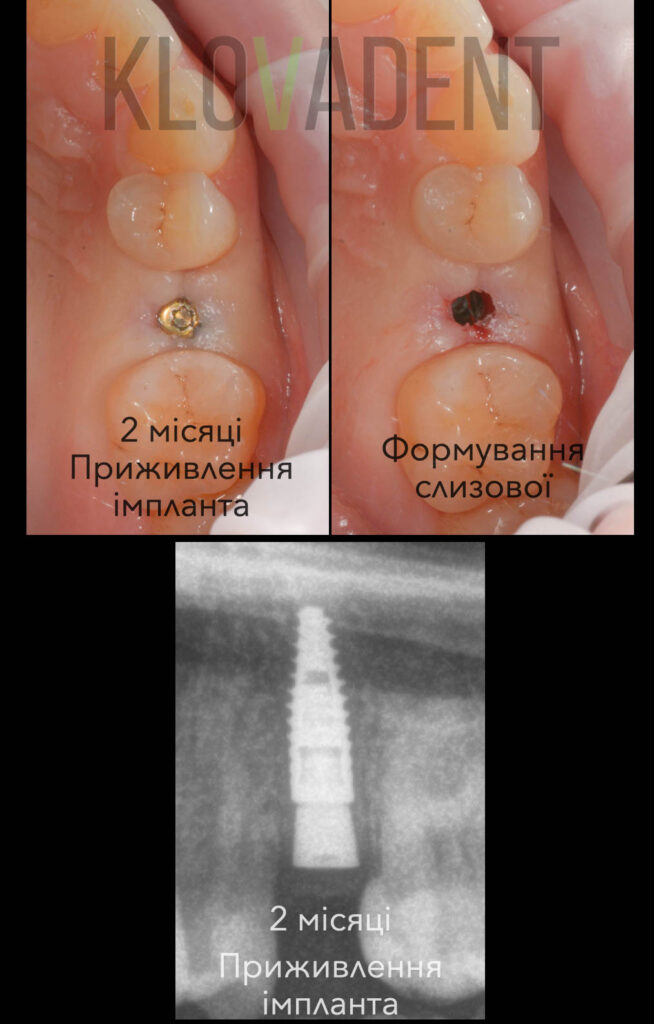 KLOVADENT
2 місяці
Приживлення
імпланта
Формування
слизової
2 місяці
Приживлення
імпланта